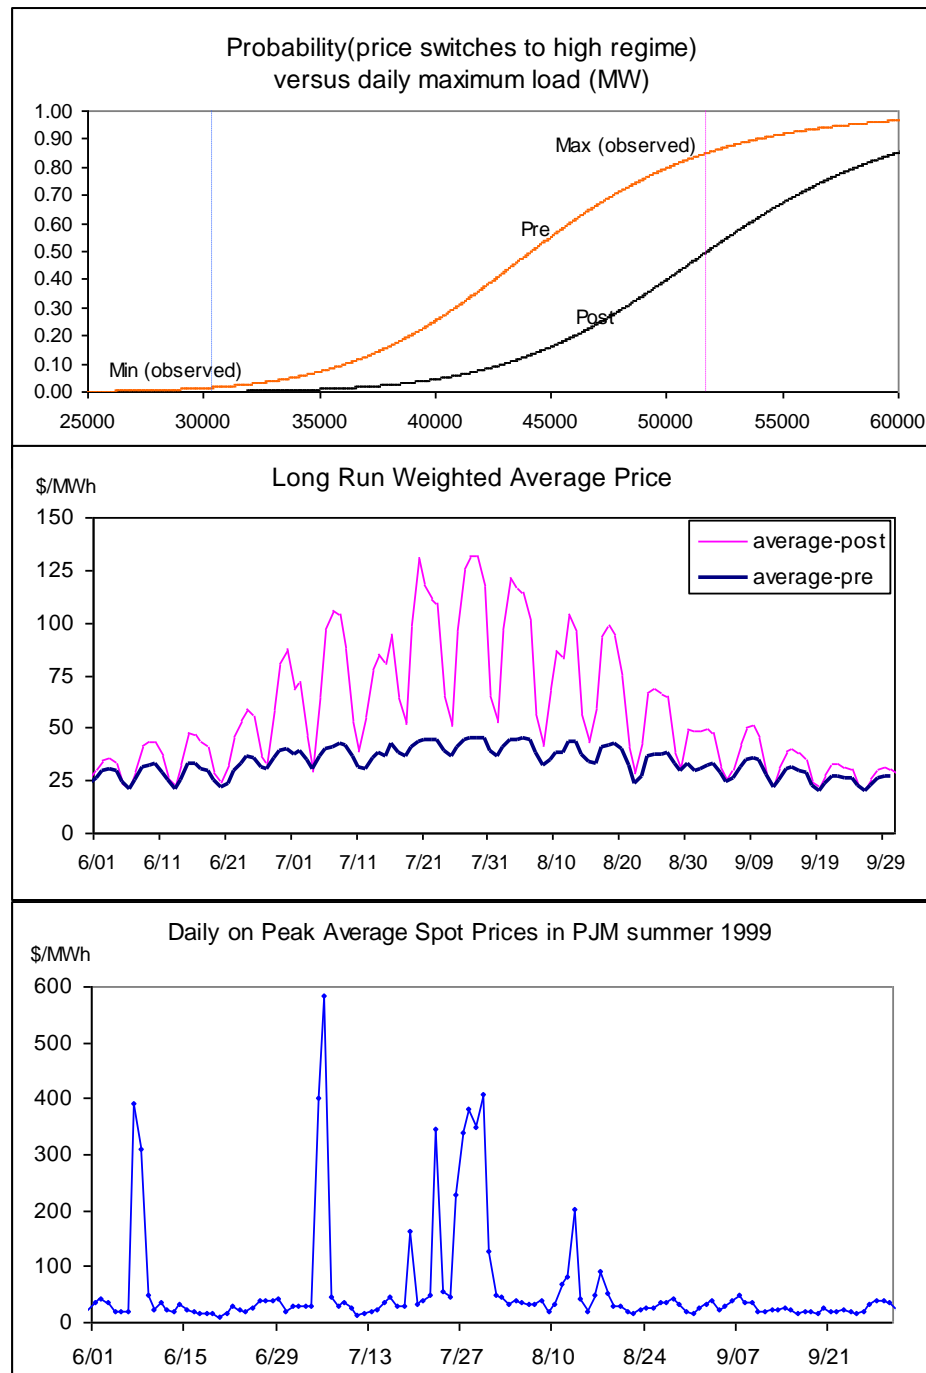 Probability(price switches to high regime)
versus daily maximum load (MW)
1.00
0.90
0.80
0.70
0.60
0.50
0.40
0.30
0.20
0.10
0.00
Max (observed)
Pre
Post
Min (observed)
25000 30000 35000 40000 45000 50000 55000 60000
Long Run Weighted Average Price
$/MWh
150
125
100
75
50
25
0
average-post
average-pre
6/01 6/11 6/21 7/01 7/11 7/21 7/31 8/10 8/20 8/30 9/09 9/19 9/29
Daily on Peak Average Spot Prices in PJM summer 1999
$/MWh
600
500
400
300
200
100
0
6/01 6/15 6/29 7/13 7/27 8/10 8/24 9/07 9/21